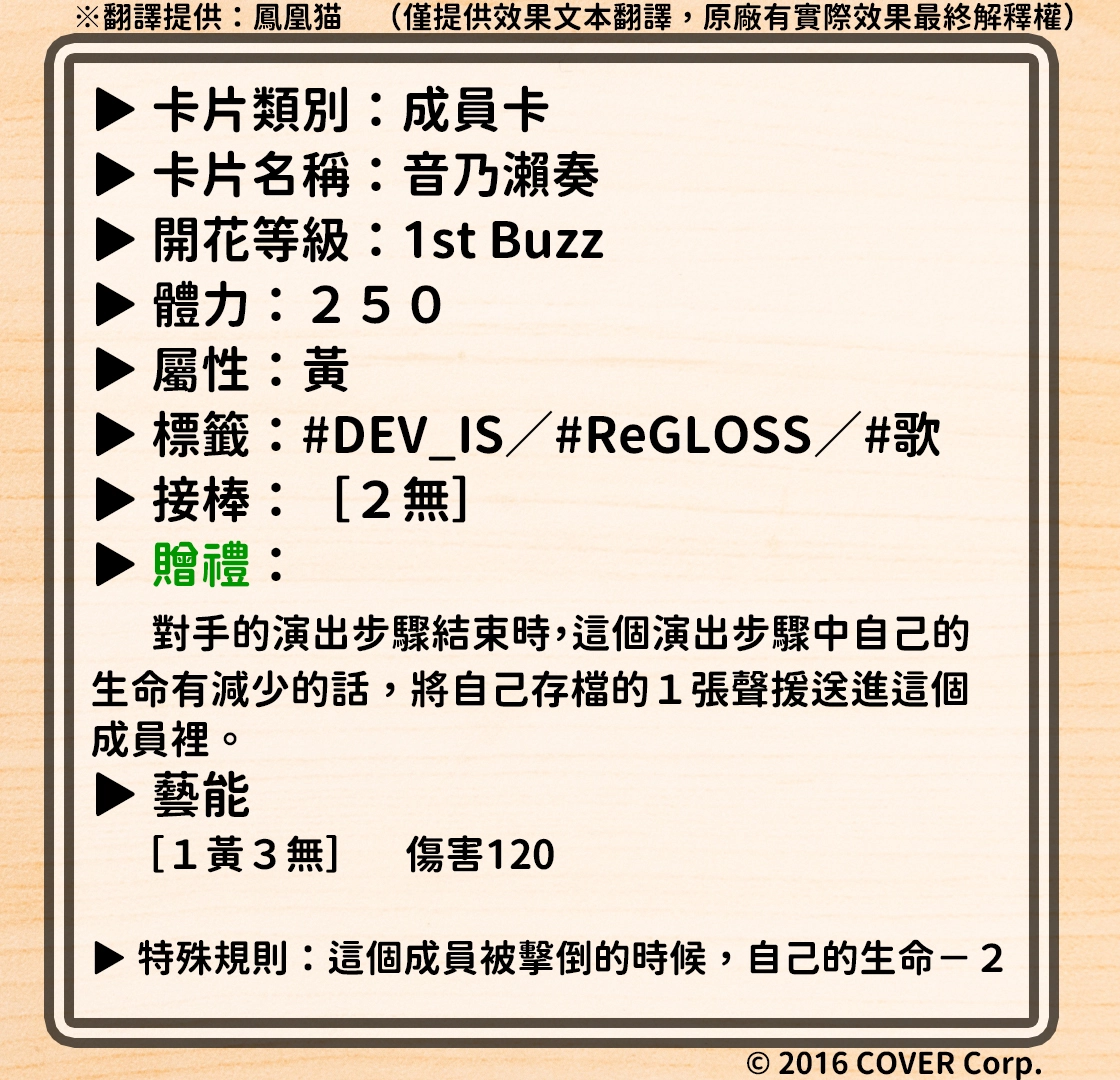 ※翻譯提供：鳳凰猫　（僅提供效果文本翻譯，原廠有實際效果最終解釋權）
▶ 卡片類別：成員卡
▶ 卡片名稱：音乃瀨奏
▶ 開花等級：1st Buzz
▶ 體力：２５０
▶ 屬性：黃
▶ 標籤：#DEV_IS／#ReGLOSS／#歌
▶ 接棒：［２無］
▶ 贈禮：
對手的演出步驟結束時，這個演出步驟中自己的
生命有減少的話，將自己存檔的１張聲援送進這個
成員裡。
▶ 藝能
［１黃３無］　傷害120
▶ 特殊規則：這個成員被擊倒的時候，自己的生命－２
© 2016 COVER Corp.